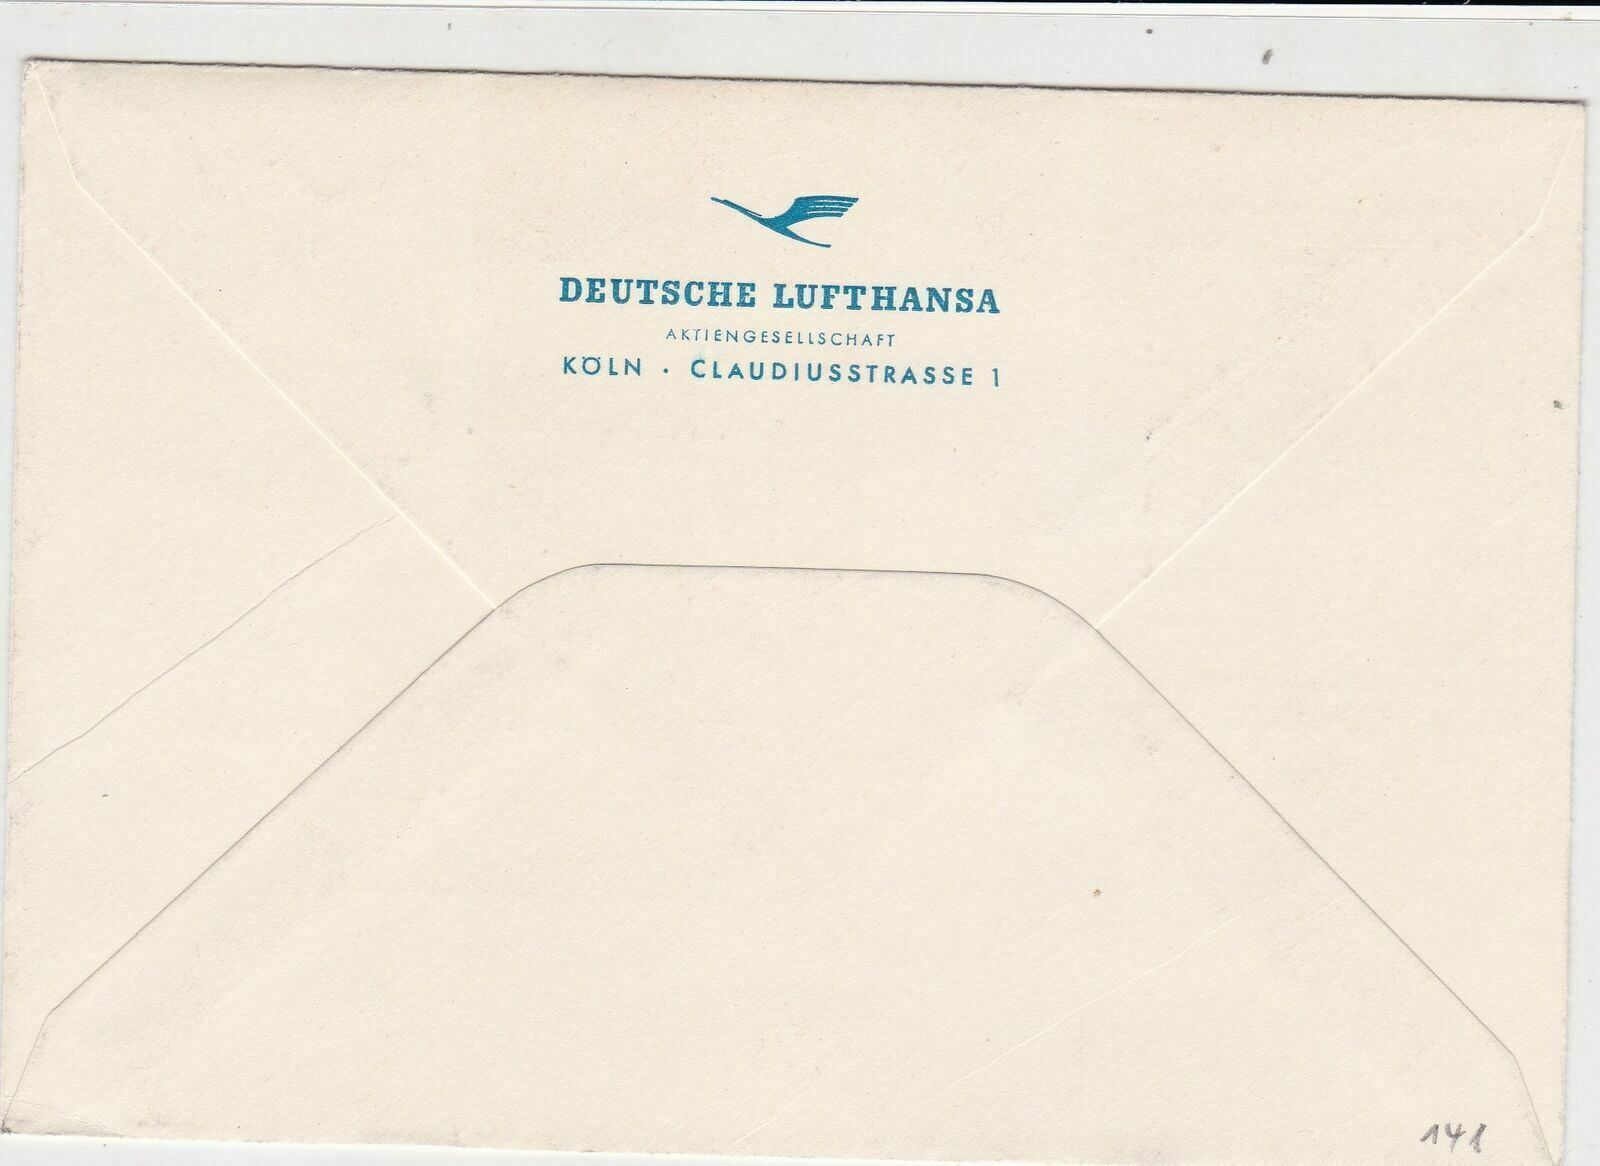 DEUTSCHE LUFTHANSA
AKTIENGESELLSCHAFT
KÖLN · CLAUDIUSSTRASSE 1
141